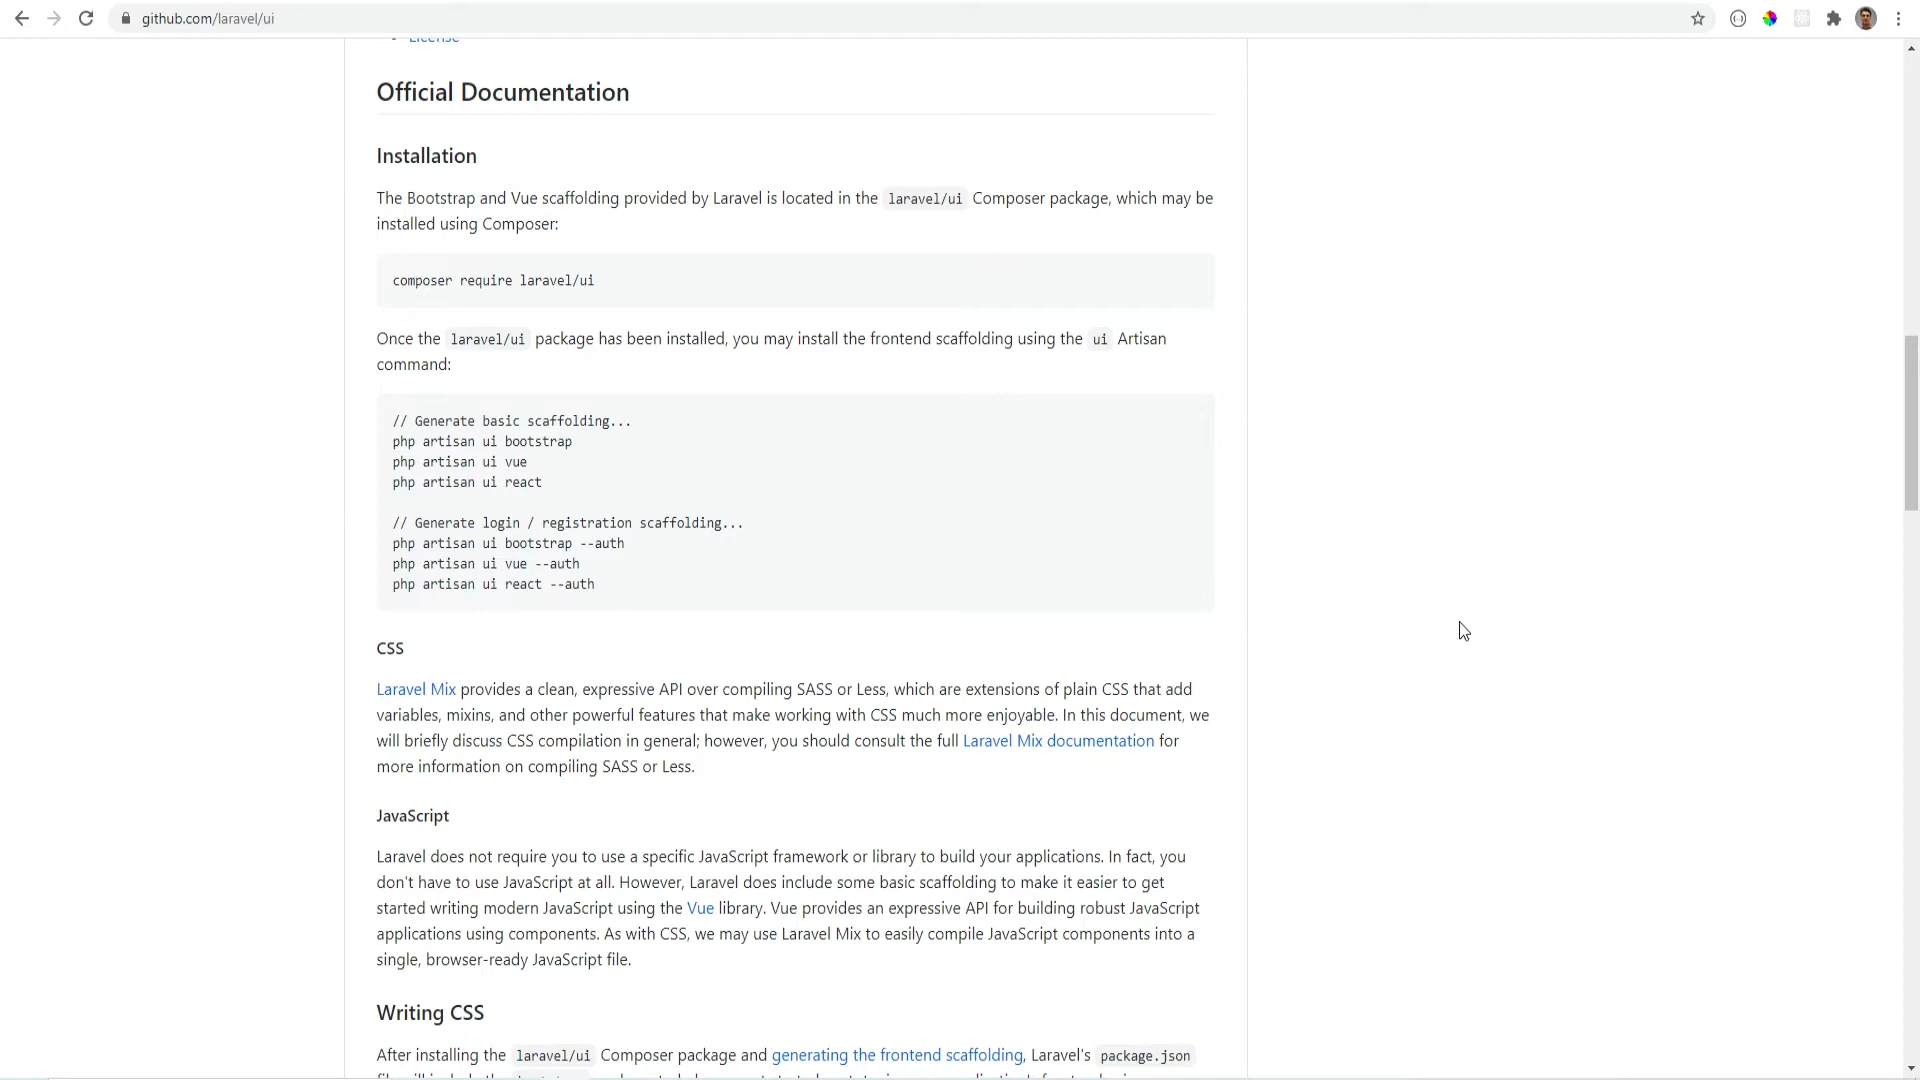 github.com/laravel/ui
License
Official Documentation
Installation
The Bootstrap and Vue scaffolding provided by Laravel is located in the laravel/ui Composer package, which may be
installed using Composer:
composer require laravel/ui
Once the laravel/ui package has been installed, you may install the frontend scaffolding using the ui Artisan
command:
// Generate basic scaffolding...
php artisan ui bootstrap
php artisan ui vue
php artisan ui react
// Generate login / registration scaffolding...
php artisan ui bootstrap --auth
php artisan ui vue --auth
php artisan ui react --auth
CSS
Laravel Mix provides a clean, expressive API over compiling SASS or Less, which are extensions of plain CSS that add
variables, mixins, and other powerful features that make working with CSS much more enjoyable. In this document, we
will briefly discuss CSS compilation in general; however, you should consult the full Laravel Mix documentation for
more information on compiling SASS or Less.
JavaScript
Laravel does not require you to use a specific JavaScript framework or library to build your applications. In fact, you
don't have to use JavaScript at all. However, Laravel does include some basic scaffolding to make it easier to get
started writing modern JavaScript using the Vue library. Vue provides an expressive API for building robust JavaScript
applications using components. As with CSS, we may use Laravel Mix to easily compile JavaScript components into a
single, browser-ready JavaScript file.
Writing CSS
After installing the laravel/ui Composer package and generating the frontend scaffolding, Laravel's package.json